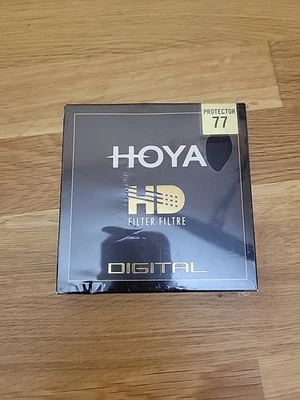 PROTECTOR
77
HOYA
HD
FILTER-FILTRE
DIGITAL